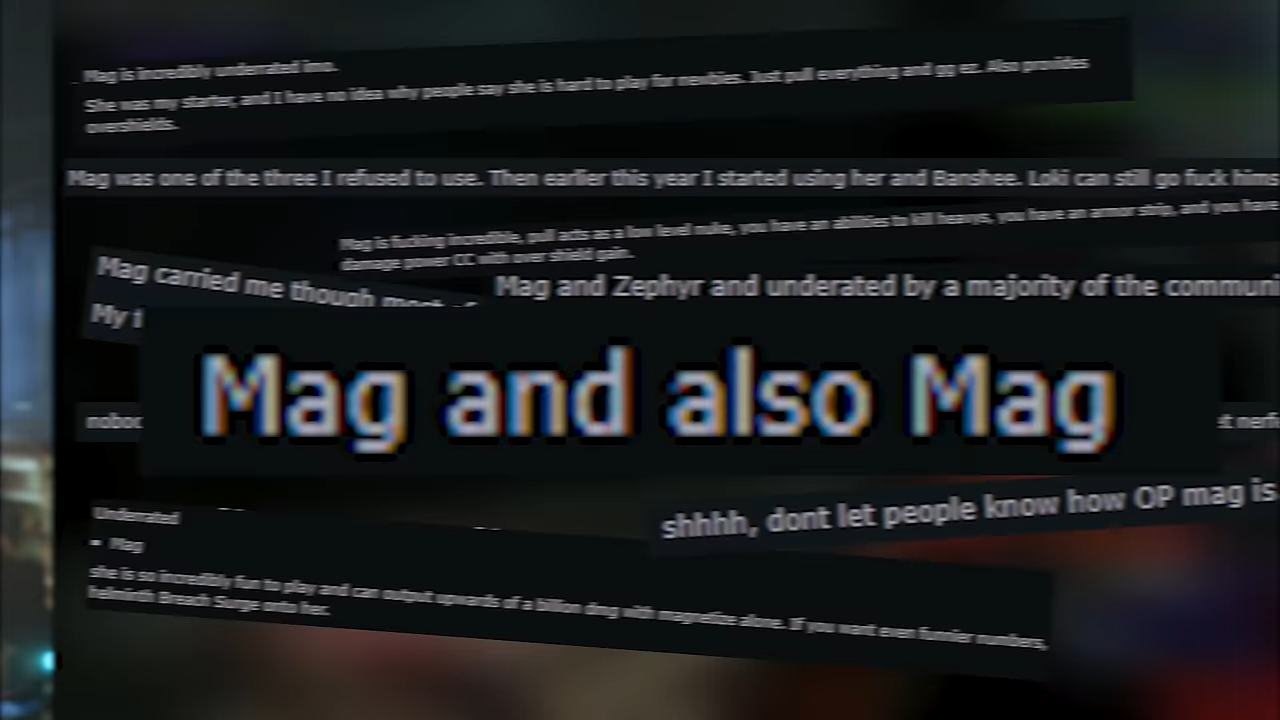 Mag is incredibly underrated imo.
She was my starter, and I have no idea why people say she is hard to play for newbies. Just pull everything and gg ez. Also provides
overshields.
Mag was one of the three I refused to use. Then earlier this year I started using her and Banshee. Loki can still go fuck hims
Mag is fucking incredible, pull acts as a low level nuke, you have an abilities to kill heavys, you have an armor strip, and you have
damage power CC with over shield gain.
Mag carried me though most
Mag and Zephyr and underated by a majority of the communi
My
Mag and also Mag
noboc
t nerf
shhhh, dont let people know how OP mag is
Underrated
Mag
she is so incredibly fun to play and can output upwards of a billion dmg with magnetize alone. If you want even funnier numbers,
helminth Breach Surge onto her.